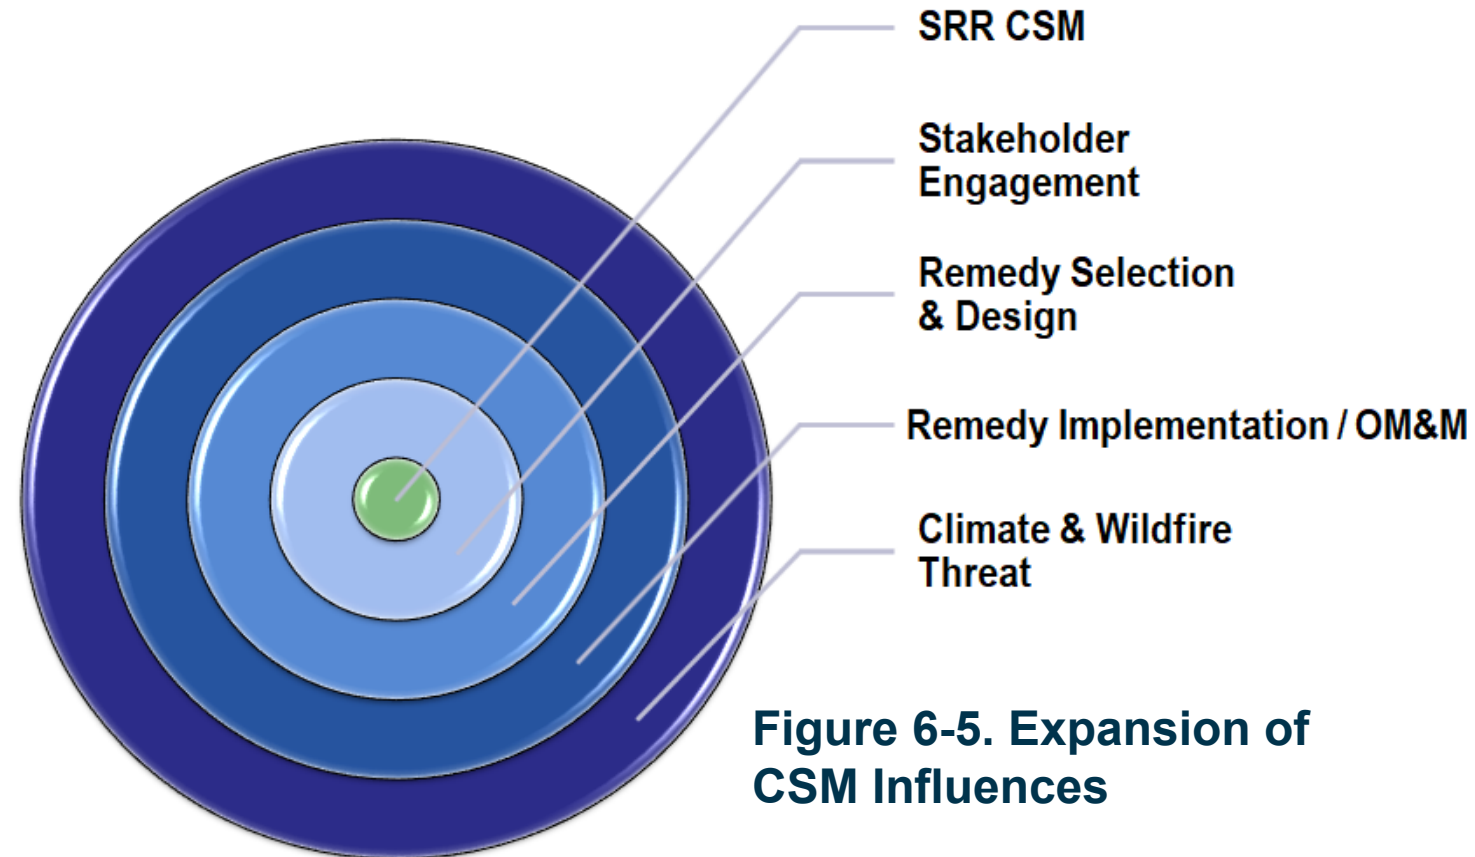 SRR CSM
Stakeholder
Engagement
Remedy Selection
& Design
Remedy Implementation / OM&M
Climate & Wildfire
Threat
Figure 6-5. Expansion of
CSM Influences